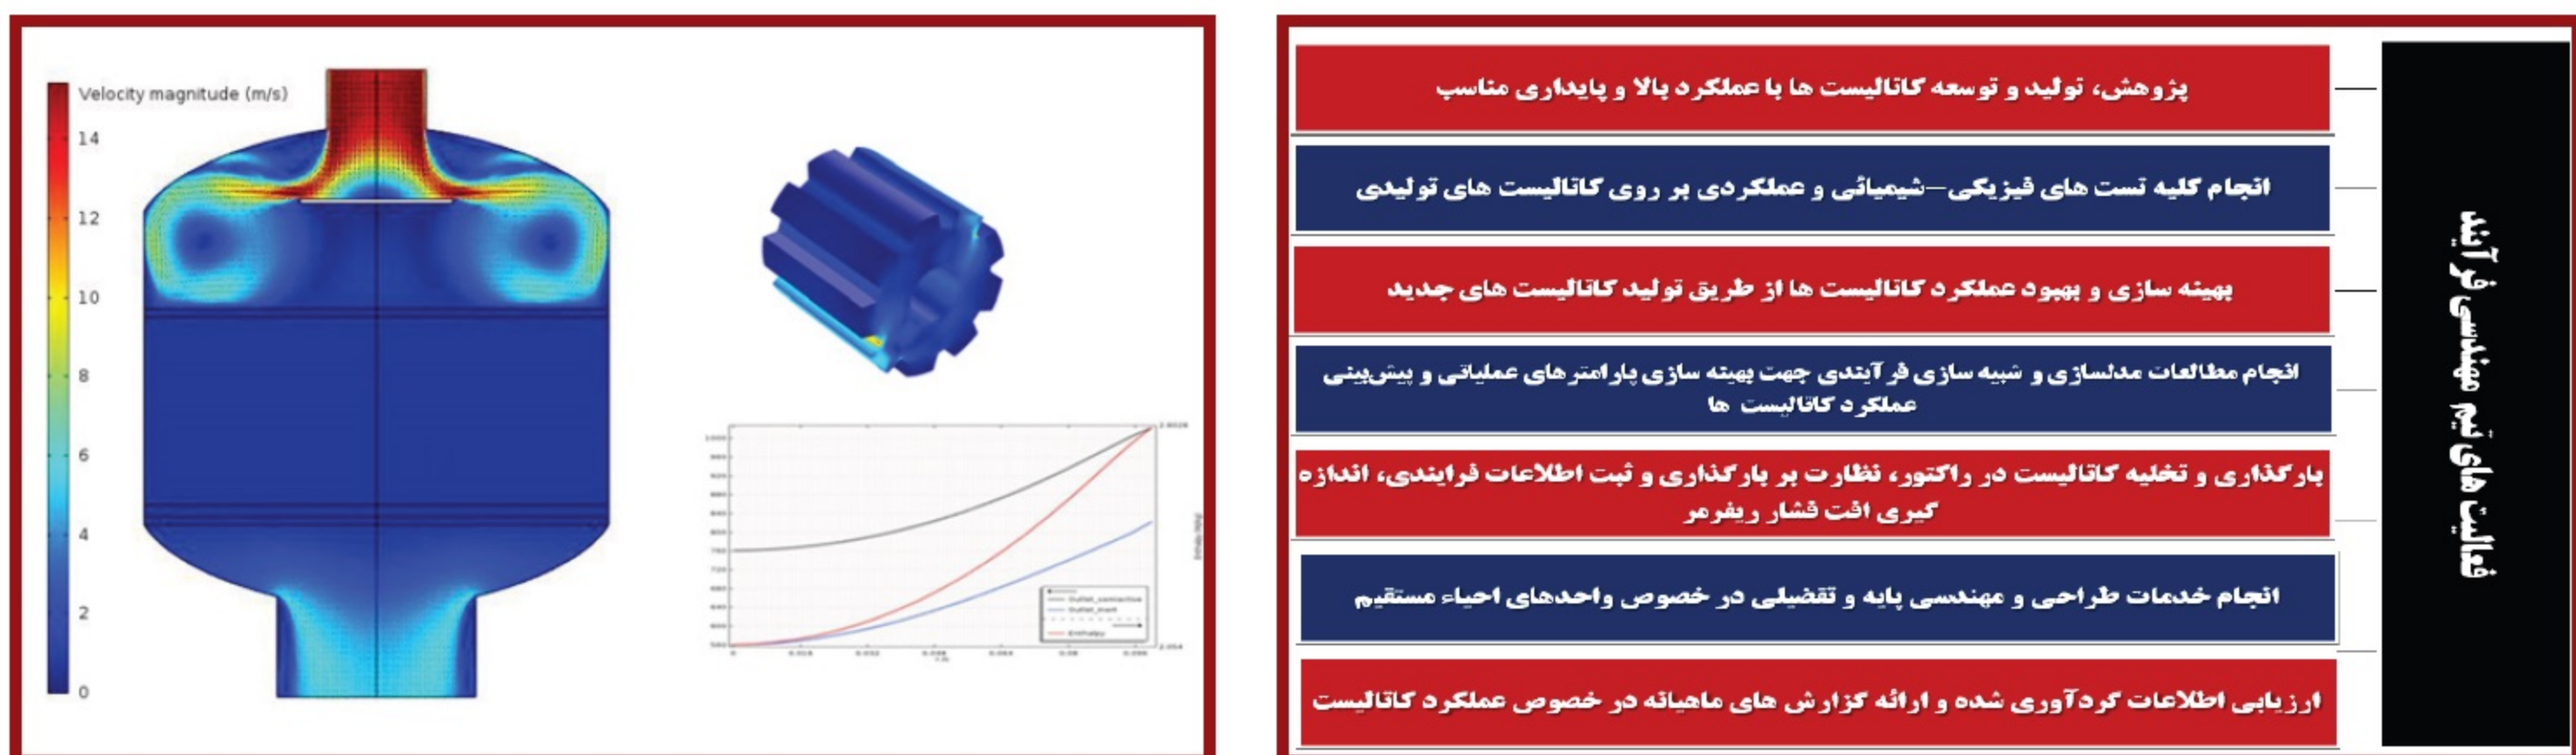 Velocity magnitude (m/s)
14
12
10
8
6
4
2
0
فعالیت های تیم مهندسی فرآیند
پژوهش، تولید و توسعه کاتالیست ها با عملکرد بالا و پایداری مناسب
انجام کلیه تست های فیزیکی–شیمیائی و عملکردی بر روی کاتالیست های تولیدی
بهینه سازی و بهبود عملکرد کاتالیست ها از طریق تولید کاتالیست های جدید
انجام مطالعات مدلسازی و شبیه سازی فرآیندی جهت بهینه سازی پارامترهای عملیاتی و پیش‌بینی
عملکرد کاتالیست ها
بارگذاری و تخلیه کاتالیست در راکتور، نظارت بر بارگذاری و ثبت اطلاعات فرایندی، اندازه
گیری افت فشار ریفرمر
انجام خدمات طراحی و مهندسی پایه و تفضیلی در خصوص واحدهای احیاء مستقیم
ارزیابی اطلاعات گردآوری شده و ارائه گزارش های ماهیانه در خصوص عملکرد کاتالیست